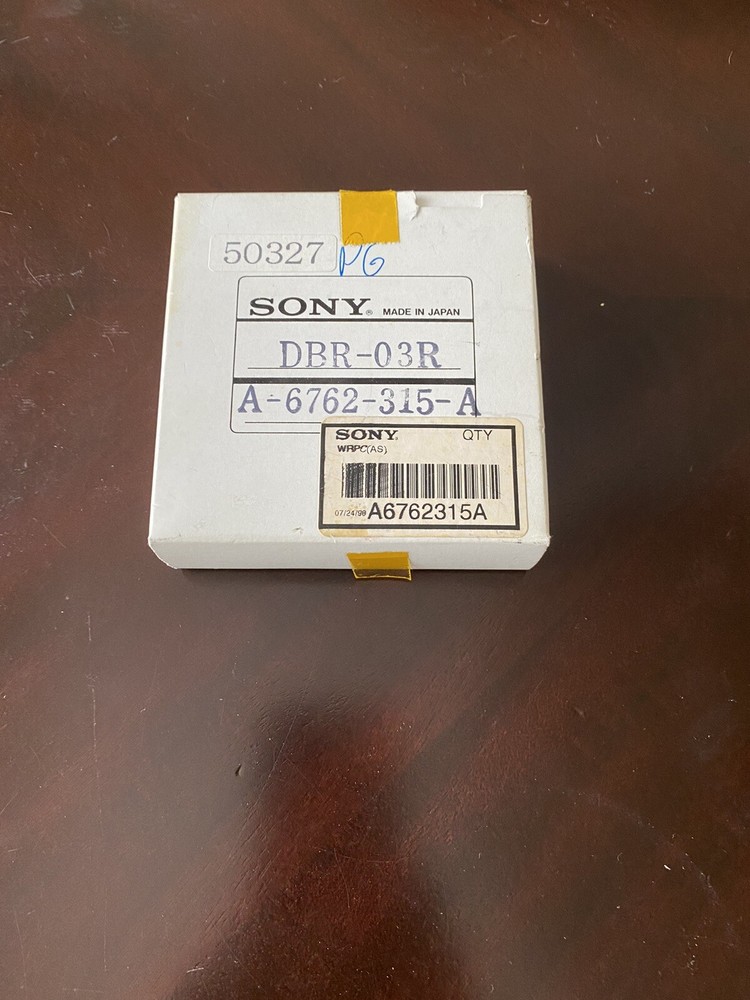 50327 PG
SONY® MADE IN JAPAN
DBR-03R
A-6762-315-A
SONY® QTY
WRPC(AS)
07/24/98 A6762315A